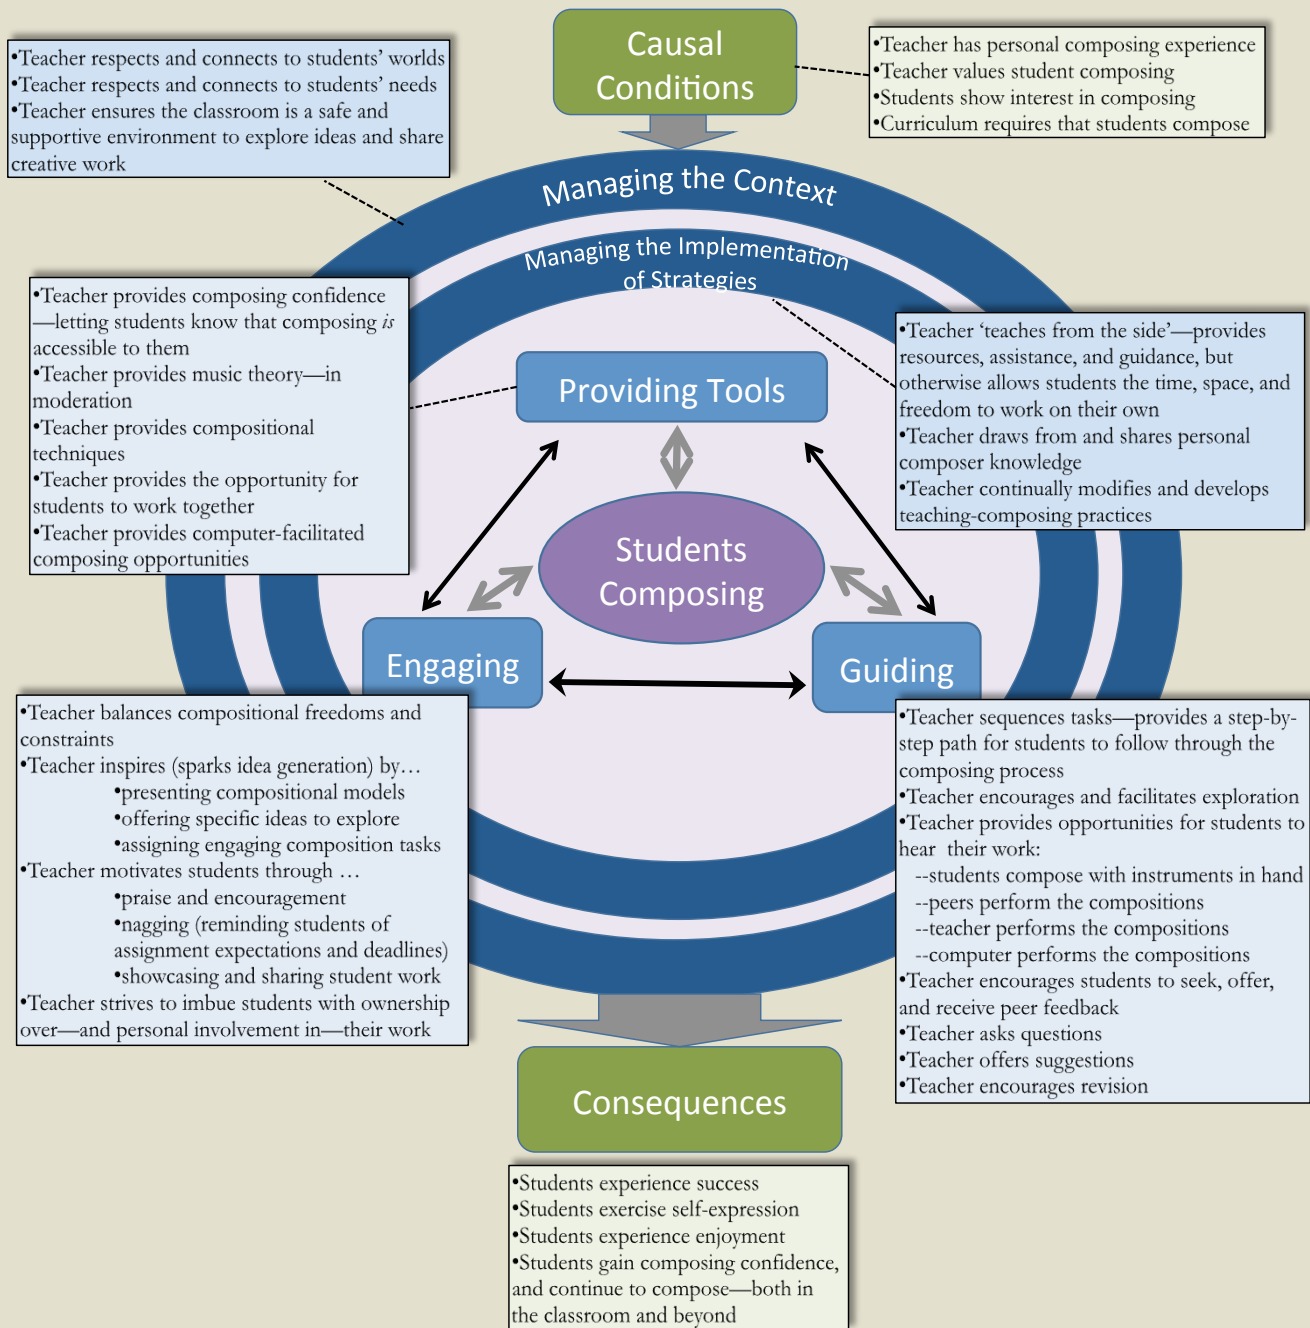 Causal
Conditions
•Teacher has personal composing experience
•Teacher values student composing
•Students show interest in composing
•Curriculum requires that students compose
•Teacher respects and connects to students’ worlds
•Teacher respects and connects to students’ needs
•Teacher ensures the classroom is a safe and
supportive environment to explore ideas and share
creative work
Managing the Context
Managing the Implementation
of Strategies
•Teacher provides composing confidence
—letting students know that composing is
accessible to them
•Teacher provides music theory—in
moderation
•Teacher provides compositional
techniques
•Teacher provides the opportunity for
students to work together
•Teacher provides computer-facilitated
composing opportunities
•Teacher ‘teaches from the side’—provides
resources, assistance, and guidance, but
otherwise allows students the time, space, and
freedom to work on their own
•Teacher draws from and shares personal
composer knowledge
•Teacher continually modifies and develops
teaching-composing practices
Providing Tools
Students
Composing
Engaging
Guiding
•Teacher balances compositional freedoms and
constraints
•Teacher inspires (sparks idea generation) by…
•presenting compositional models
•offering specific ideas to explore
•assigning engaging composition tasks
•Teacher motivates students through …
•praise and encouragement
•nagging (reminding students of
assignment expectations and deadlines)
•showcasing and sharing student work
•Teacher strives to imbue students with ownership
over—and personal involvement in—their work
•Teacher sequences tasks—provides a step-by-
step path for students to follow through the
composing process
•Teacher encourages and facilitates exploration
•Teacher provides opportunities for students to
hear their work:
--students compose with instruments in hand
--peers perform the compositions
--teacher performs the compositions
--computer performs the compositions
•Teacher encourages students to seek, offer,
and receive peer feedback
•Teacher asks questions
•Teacher offers suggestions
•Teacher encourages revision
Consequences
•Students experience success
•Students exercise self-expression
•Students experience enjoyment
•Students gain composing confidence,
and continue to compose—both in
the classroom and beyond